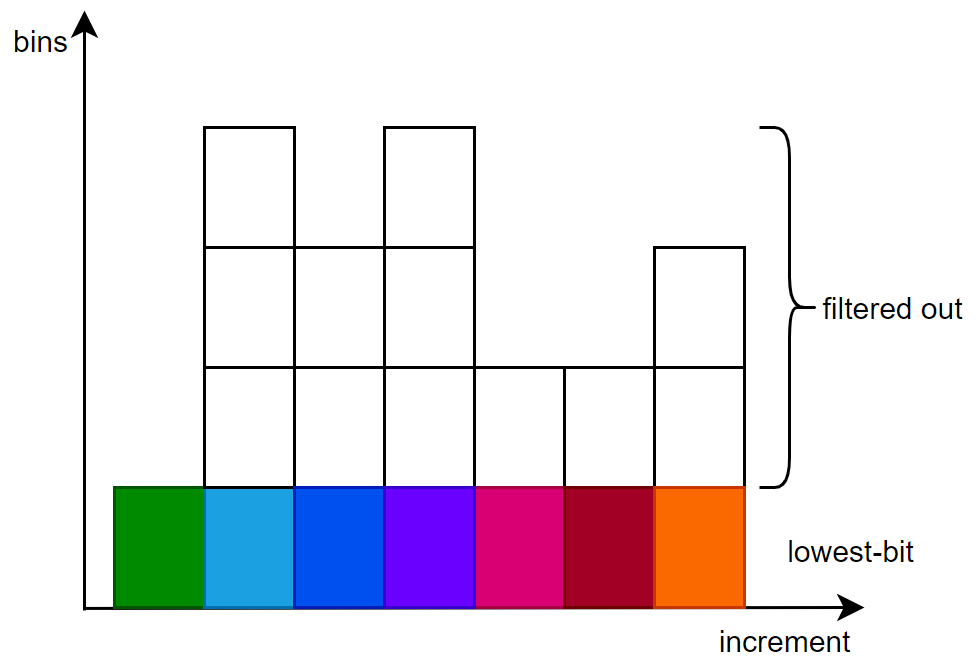 bins
filtered out
lowest-bit
increment